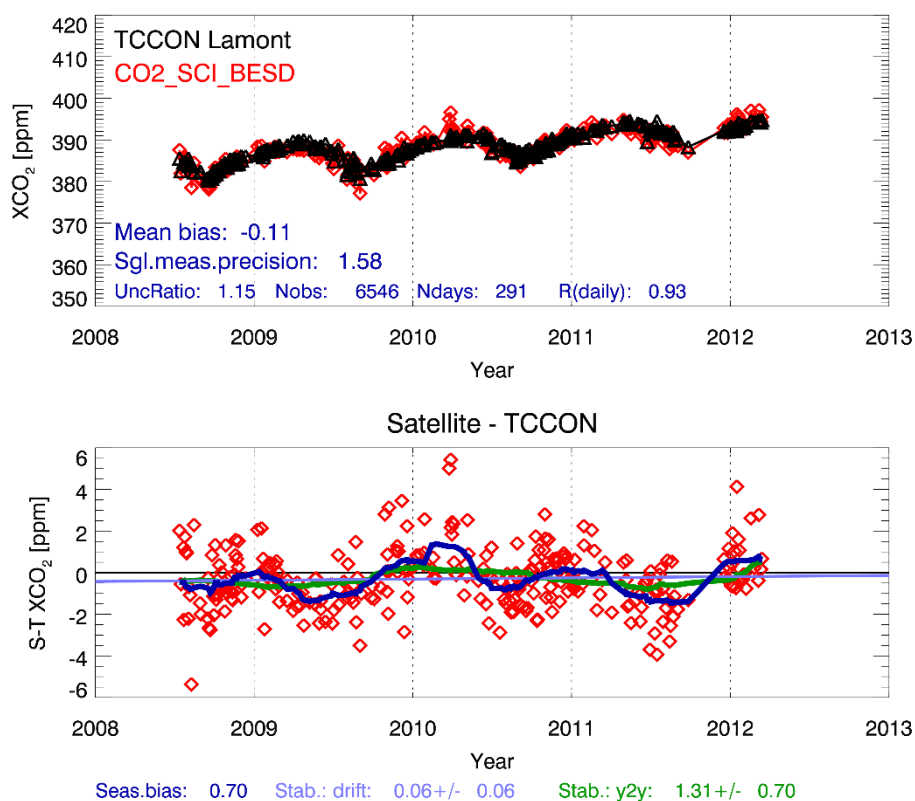 420
410
400
390
380
370
360
350
XCO2 [ppm]
TCCON Lamont
CO2_SCI_BESD
Mean bias: -0.11
Sgl.meas.precision: 1.58
UncRatio: 1.15 Nobs: 6546 Ndays: 291 R(daily): 0.93
2008 2009 2010 2011 2012 2013
Year
Satellite - TCCON
6
4
2
0
-2
-4
-6
S-T XCO2 [ppm]
2008 2009 2010 2011 2012 2013
Year
Seas.bias: 0.70 Stab.: drift: 0.06+/- 0.06 Stab.: y2y: 1.31+/- 0.70